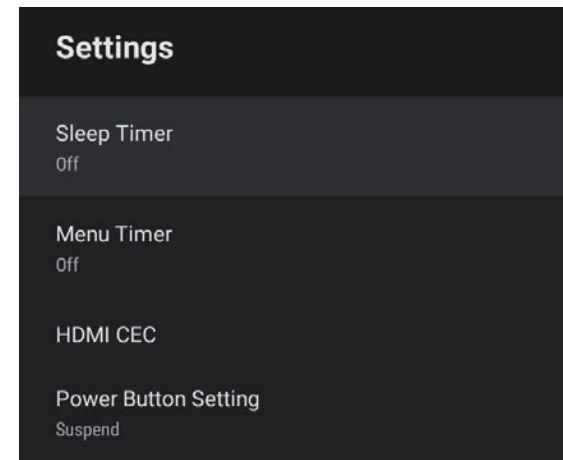 Settings
Sleep Timer
Off
Menu Timer
Off
HDMI CEC
Power Button Setting
Suspend